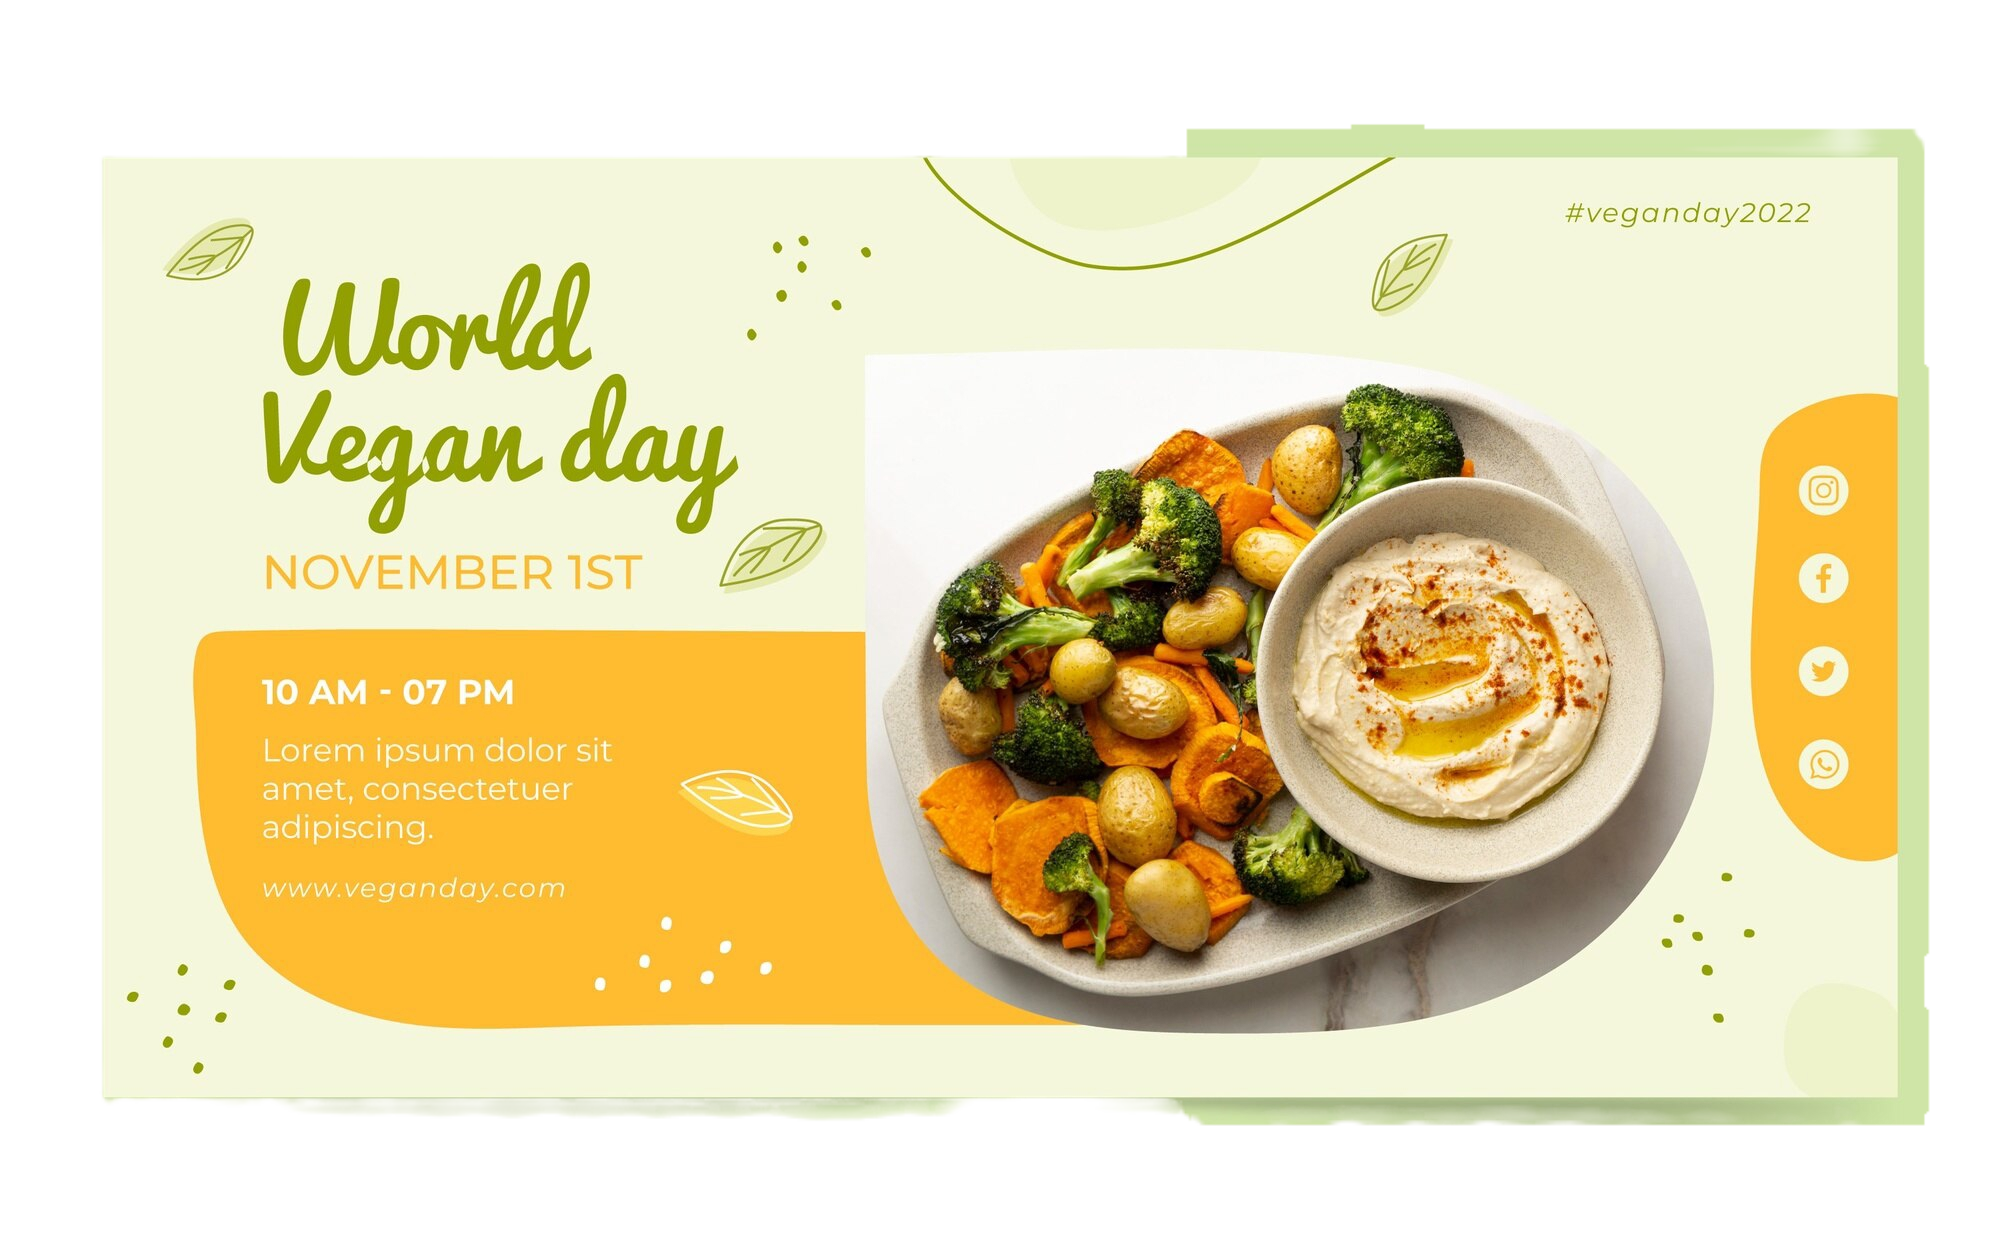 #veganday2022
World
Vegan day
NOVEMBER 1ST
10 AM - 07 PM
Lorem ipsum dolor sit
amet, consectetuer
adipiscing.
www.veganday.com